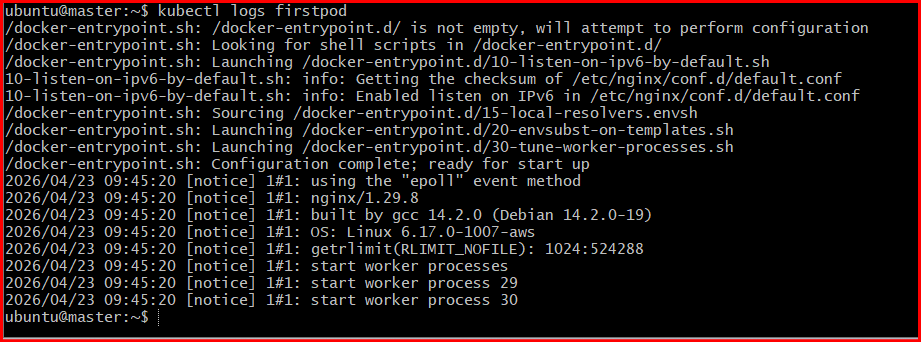 ubuntu@master:~$ kubectl logs firstpod
/docker-entrypoint.sh: /docker-entrypoint.d/ is not empty, will attempt to perform configuration
/docker-entrypoint.sh: Looking for shell scripts in /docker-entrypoint.d/
/docker-entrypoint.sh: Launching /docker-entrypoint.d/10-listen-on-ipv6-by-default.sh
10-listen-on-ipv6-by-default.sh: info: Getting the checksum of /etc/nginx/conf.d/default.conf
10-listen-on-ipv6-by-default.sh: info: Enabled listen on IPv6 in /etc/nginx/conf.d/default.conf
/docker-entrypoint.sh: Sourcing /docker-entrypoint.d/15-local-resolvers.envsh
/docker-entrypoint.sh: Launching /docker-entrypoint.d/20-envsubst-on-templates.sh
/docker-entrypoint.sh: Launching /docker-entrypoint.d/30-tune-worker-processes.sh
/docker-entrypoint.sh: Configuration complete; ready for start up
2026/04/23 09:45:20 [notice] 1#1: using the "epoll" event method
2026/04/23 09:45:20 [notice] 1#1: nginx/1.29.8
2026/04/23 09:45:20 [notice] 1#1: built by gcc 14.2.0 (Debian 14.2.0-19)
2026/04/23 09:45:20 [notice] 1#1: OS: Linux 6.17.0-1007-aws
2026/04/23 09:45:20 [notice] 1#1: getrlimit(RLIMIT_NOFILE): 1024:524288
2026/04/23 09:45:20 [notice] 1#1: start worker processes
2026/04/23 09:45:20 [notice] 1#1: start worker process 29
2026/04/23 09:45:20 [notice] 1#1: start worker process 30
ubuntu@master:~$